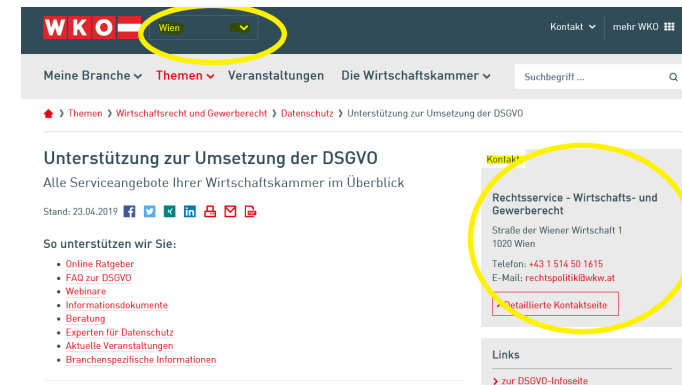 WKO
Wien
Kontakt
mehr WKO
Meine Branche
Themen
Veranstaltungen
Die Wirtschaftskammer
Suchbegriff ...
Themen ❯ Wirtschaftsrecht und Gewerberecht ❯ Datenschutz ❯ Unterstützung zur Umsetzung der DSGVO
Unterstützung zur Umsetzung der DSGVO
Alle Serviceangebote Ihrer Wirtschaftskammer im Überblick
Stand: 23.04.2019
So unterstützen wir Sie:
• Online Ratgeber
• FAQ zur DSGVO
• Webinare
• Informationsdokumente
• Beratung
• Experten für Datenschutz
• Aktuelle Veranstaltungen
• Branchenspezifische Informationen
Kontakt
Rechtsservice - Wirtschafts- und
Gewerberecht
Straße der Wiener Wirtschaft 1
1020 Wien
Telefon: +43 1 514 50 1615
E-Mail: rechtspolitik@wkw.at
❯ Detaillierte Kontaktseite
Links
❯ zur DSGVO-Infoseite